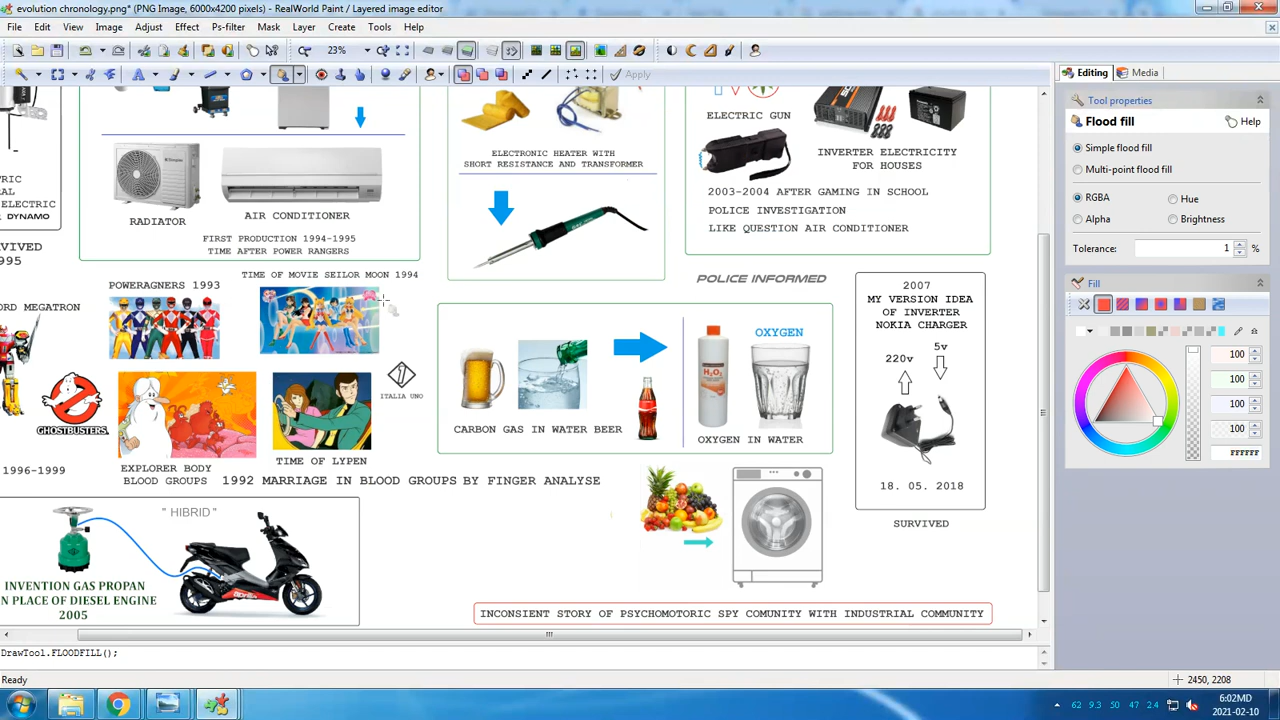 evolution chronology.png* (PNG Image, 6000x4200 pixels) - RealWorld Paint / Layered image editor
File Edit View Image Adjust Effect Ps-filter Mask Layer Create Tools Help
23%
Apply
Editing Media
Tool properties
Flood fill Help
Simple flood fill
Multi-point flood fill
RGBA Hue
Alpha Brightness
Tolerance: 1 %
Fill
100
100
100
100
FFFFFF
RADIATOR
AIR CONDITIONER
FIRST PRODUCTION 1994-1995
TIME AFTER POWER RANGERS
ELECTRIC
DYNAMO
995
ELECTRONIC HEATER WITH
SHORT RESISTANCE AND TRANSFORMER
ELECTRIC GUN
INVERTER ELECTRICITY
FOR HOUSES
2003-2004 AFTER GAMING IN SCHOOL
POLICE INVESTIGATION
LIKE QUESTION AIR CONDITIONER
TIME OF MOVIE SEILOR MOON 1994
POWERAGNERS 1993
ORD MEGATRON
POLICE INFORMED
GHOSTBUSTERS.
1996-1999
EXPLORER BODY
BLOOD GROUPS
TIME OF LYPEN
1
ITALIA UNO
1992 MARRIAGE IN BLOOD GROUPS BY FINGER ANALYSE
CARBON GAS IN WATER BEER
H2O2
OXYGEN
OXYGEN IN WATER
2007
MY VERSION IDEA
OF INVERTER
NOKIA CHARGER
5v
220v
18. 05. 2018
SURVIVED
" HIBRID "
INVENTION GAS PROPAN
N PLACE OF DIESEL ENGINE
2005
INCONSIENT STORY OF PSYCHOMOTORIC SPY COMUNITY WITH INDUSTRIAL COMMUNITY
DrawTool.FLOODFILL();
Ready
2450, 2208
62 9.3 50 47 2.4
6:02MD
2021-02-10